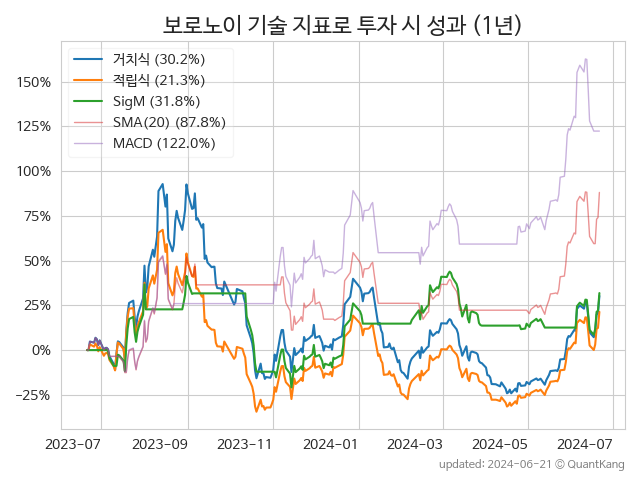 보로노이 기술 지표로 투자 시 성과 (1년)
거치식 (30.2%)
적립식 (21.3%)
SigM (31.8%)
SMA(20) (87.8%)
MACD (122.0%)
150%
125%
100%
75%
50%
25%
0%
−25%
2023-07 2023-09 2023-11 2024-01 2024-03 2024-05 2024-07
updated: 2024-06-21 © QuantKang